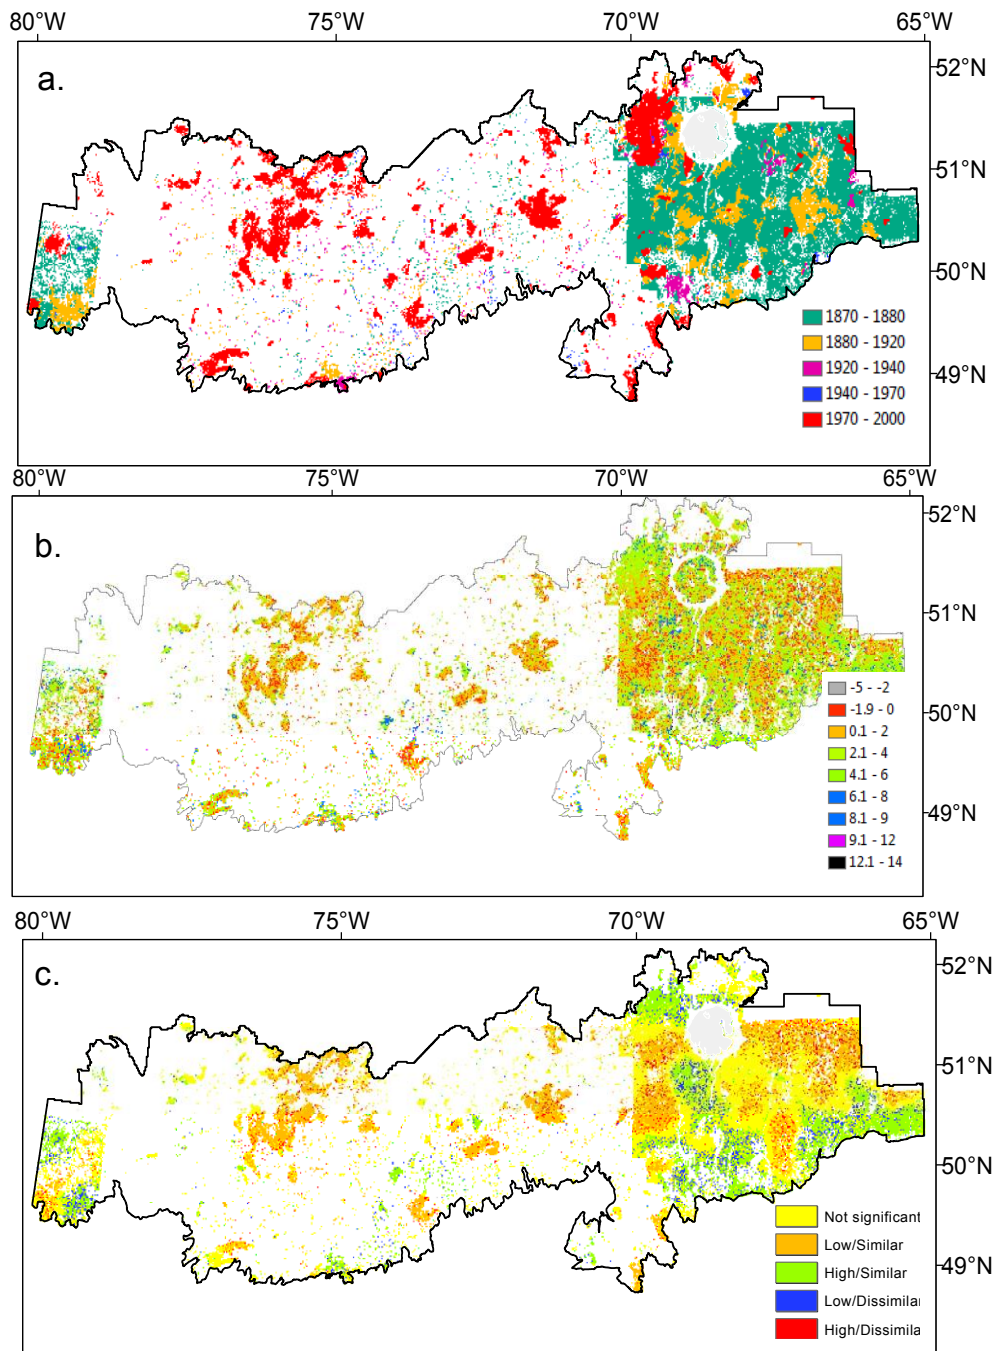 80°W 75°W 70°W 65°W
a.
52°N
51°N
50°N
49°N
1870 - 1880
1880 - 1920
1920 - 1940
1940 - 1970
1970 - 2000
80°W 75°W 70°W 65°W
b.
52°N
51°N
50°N
49°N
-5 - -2
-1.9 - 0
0.1 - 2
2.1 - 4
4.1 - 6
6.1 - 8
8.1 - 9
9.1 - 12
12.1 - 14
80°W 75°W 70°W 65°W
c.
52°N
51°N
50°N
49°N
Not significant
Low/Similar
High/Similar
Low/Dissimilar
High/Dissimila